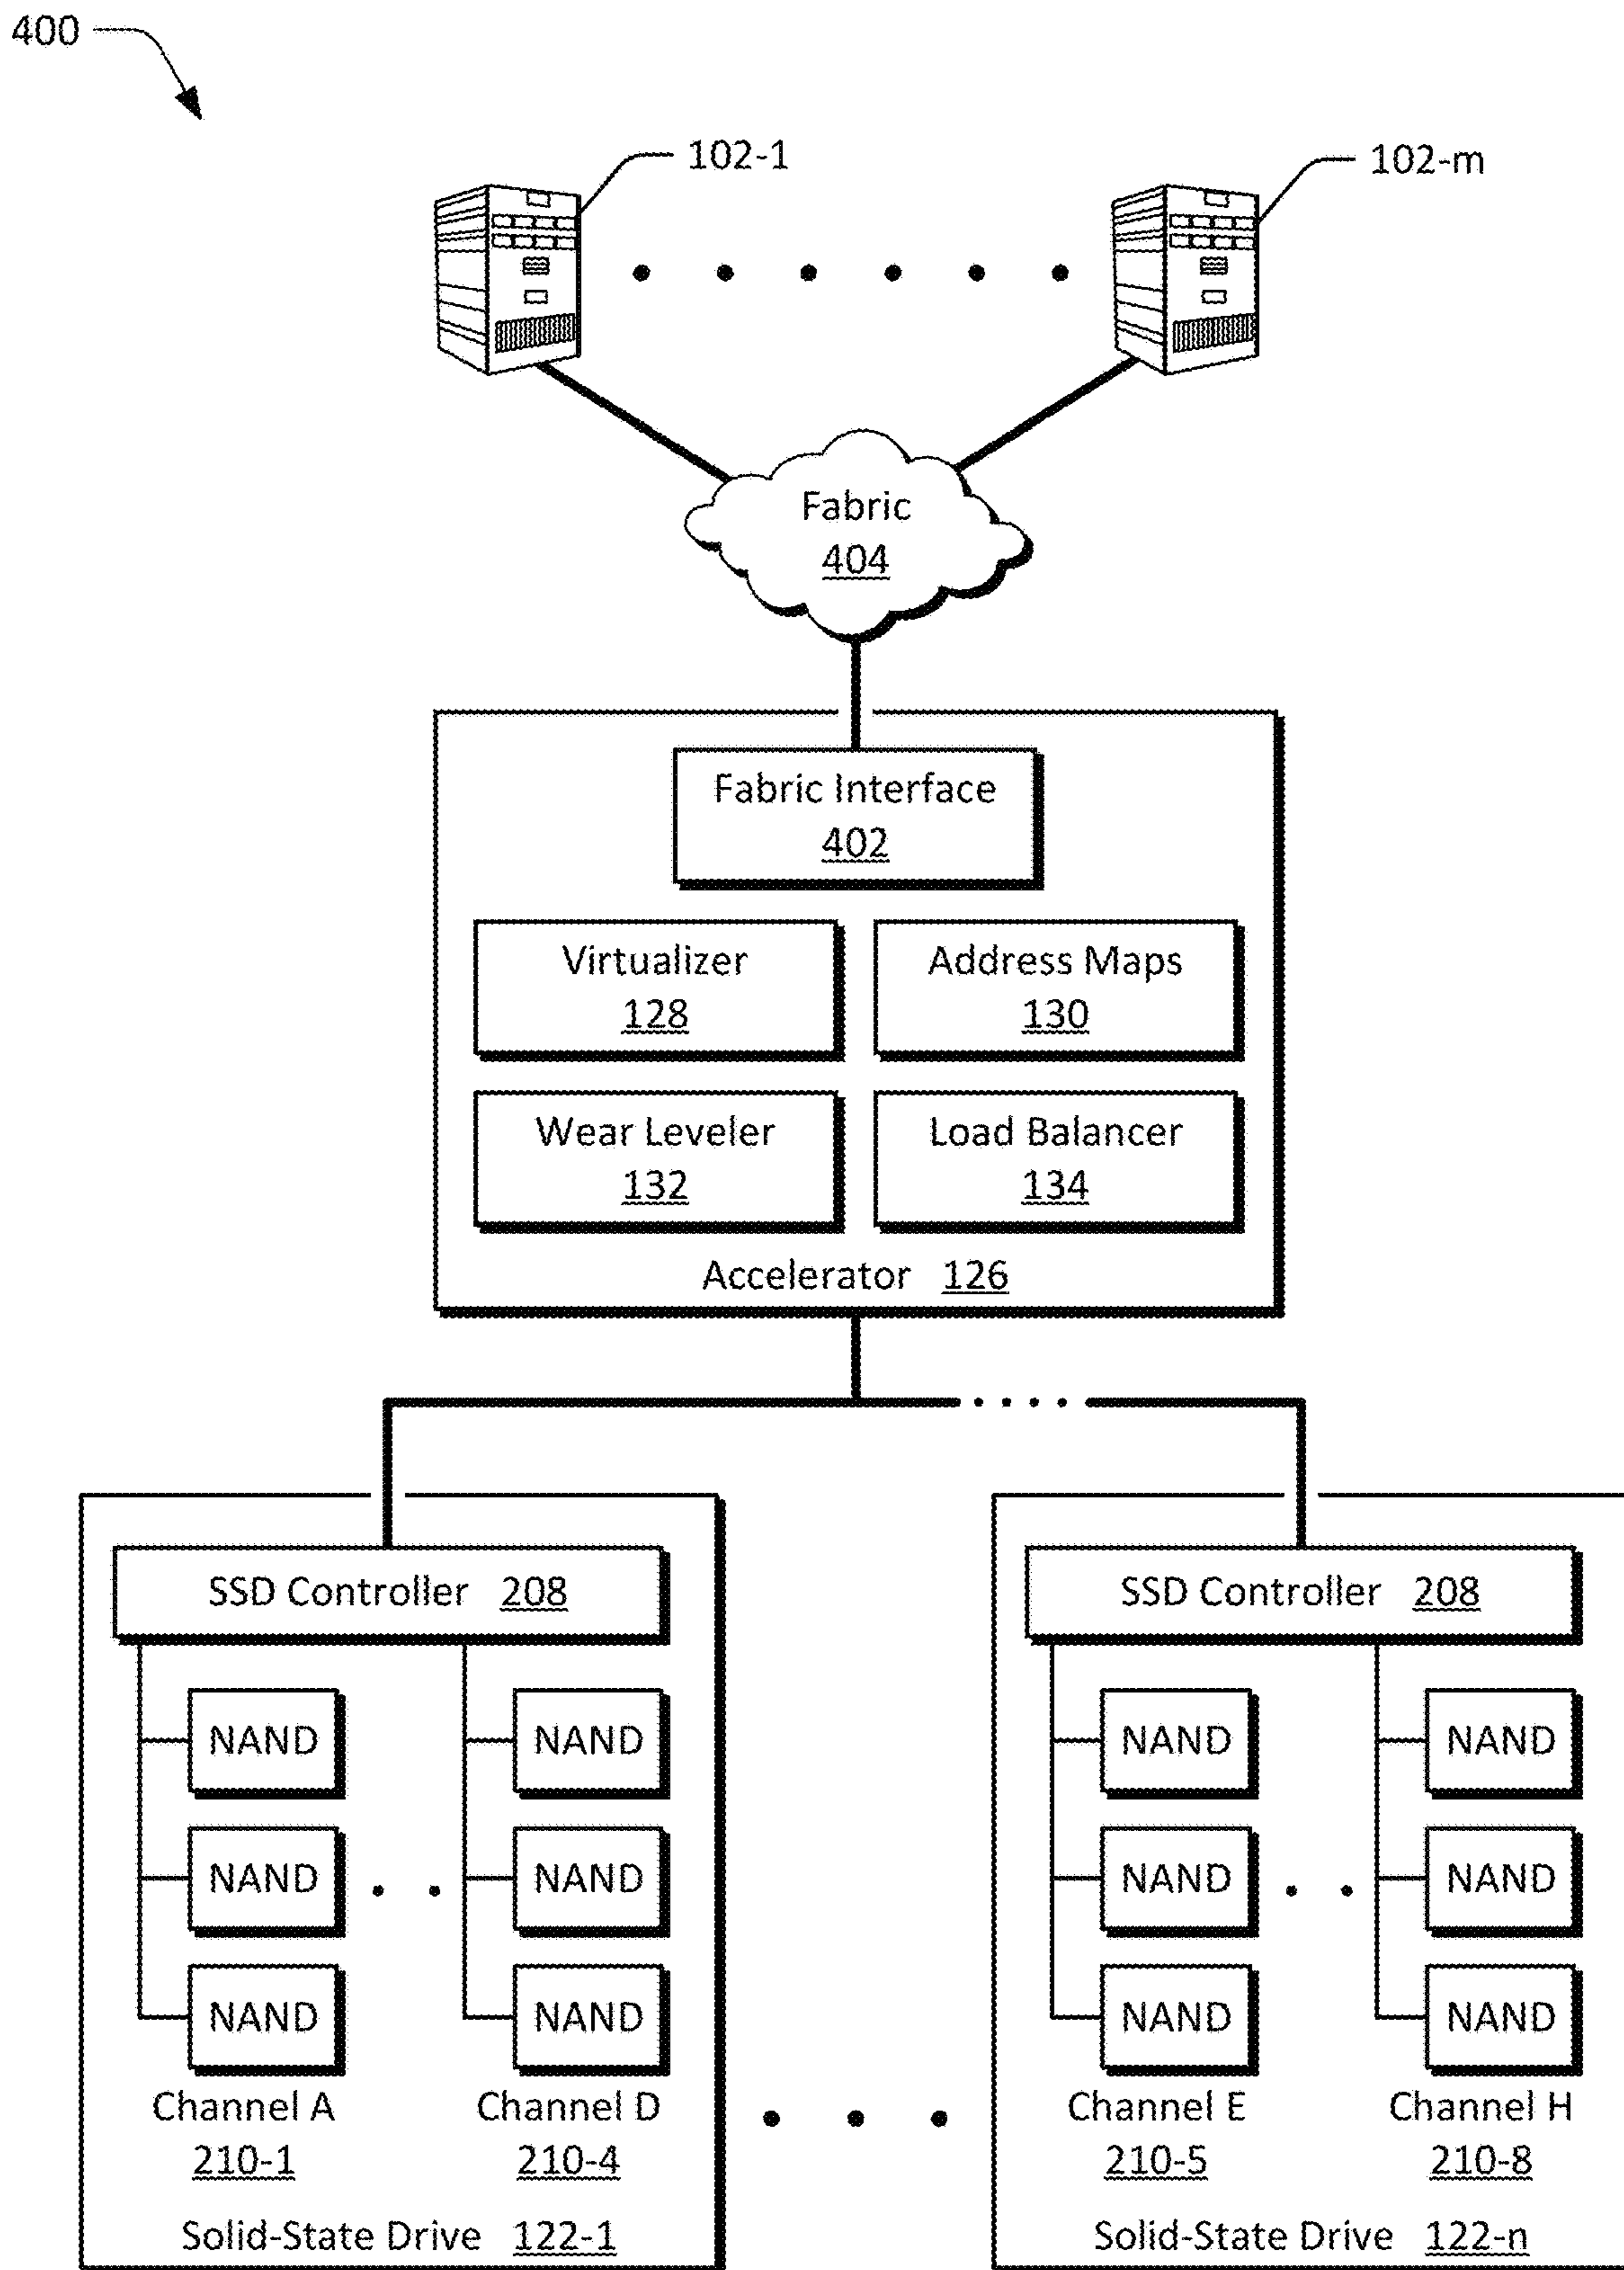 400
102-1
102-m
Fabric
404
Fabric Interface
402
Virtualizer
128
Address Maps
130
Wear Leveler
132
Load Balancer
134
Accelerator 126
SSD Controller 208
NAND NAND
NAND NAND
NAND NAND
Channel A
210-1
Channel D
210-4
Solid-State Drive 122-1
SSD Controller 208
NAND NAND
NAND NAND
NAND NAND
Channel E
210-5
Channel H
210-8
Solid-State Drive 122-n